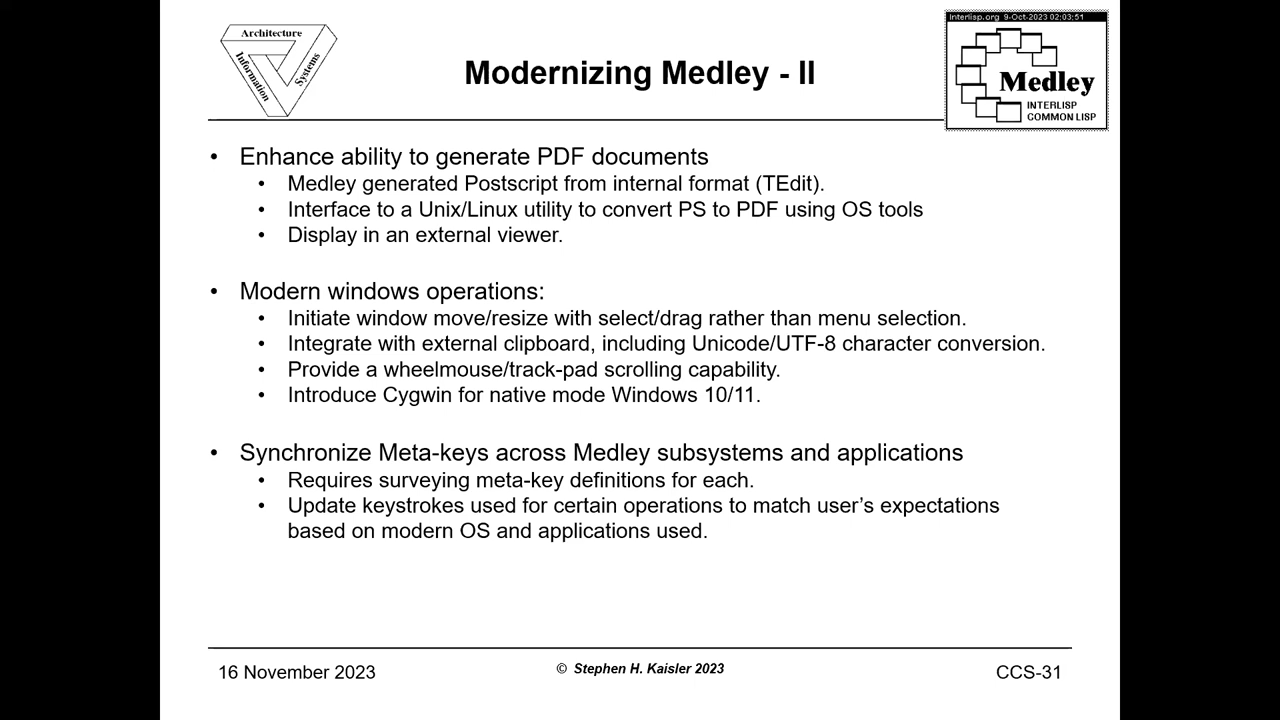 Architecture
Information
Systems
Modernizing Medley - II
Interlisp.org 9-Oct-2023 02:03:51
Medley
INTERLISP
COMMON LISP
• Enhance ability to generate PDF documents
• Medley generated Postscript from internal format (TEdit).
• Interface to a Unix/Linux utility to convert PS to PDF using OS tools
• Display in an external viewer.
• Modern windows operations:
• Initiate window move/resize with select/drag rather than menu selection.
• Integrate with external clipboard, including Unicode/UTF-8 character conversion.
• Provide a wheelmouse/track-pad scrolling capability.
• Introduce Cygwin for native mode Windows 10/11.
• Synchronize Meta-keys across Medley subsystems and applications
• Requires surveying meta-key definitions for each.
• Update keystrokes used for certain operations to match user’s expectations
based on modern OS and applications used.
16 November 2023
© Stephen H. Kaisler 2023
CCS-31